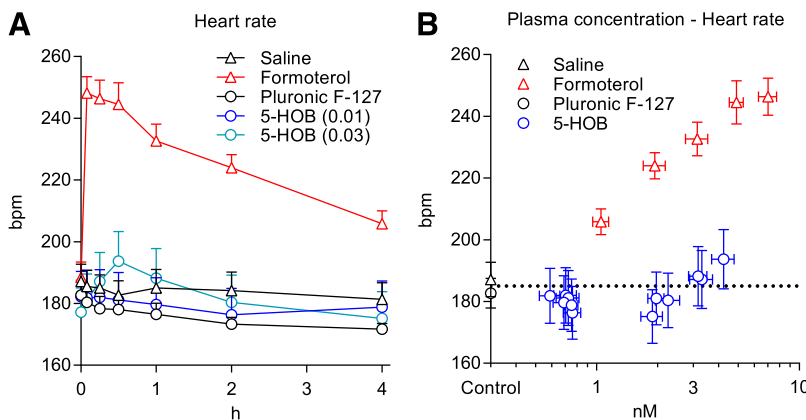 A
Heart rate
Saline
Formoterol
Pluronic F-127
5-HOB (0.01)
5-HOB (0.03)
260
240
220
200
180
160
bpm
0
1
2
3
4
h
B
Plasma concentration - Heart rate
Saline
Formoterol
Pluronic F-127
5-HOB
260
240
220
200
180
160
bpm
Control
1
3
10
nM